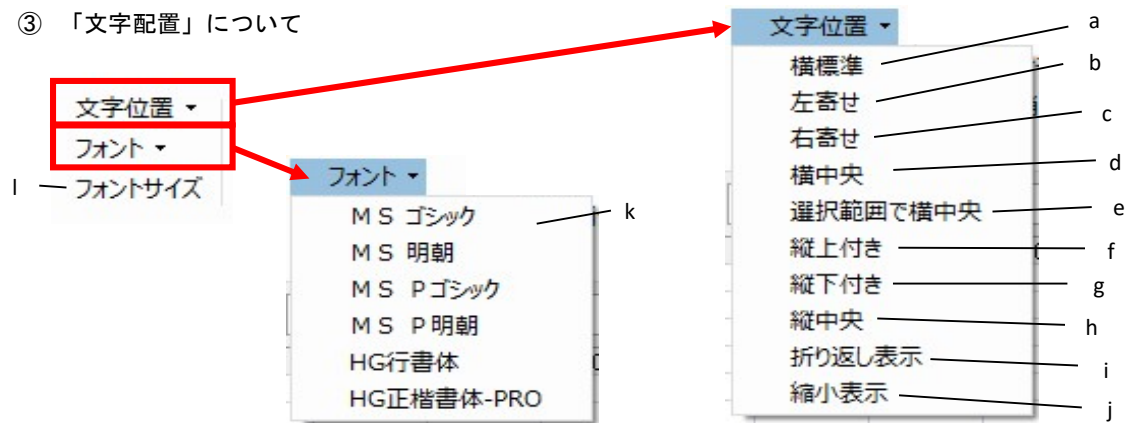 ③ 「文字配置」について
文字位置 ▾
フォント ▾
l フォントサイズ
フォント ▾
ＭＳ ゴシック k
ＭＳ 明朝
ＭＳ Ｐゴシック
ＭＳ Ｐ明朝
HG行書体
HG正楷書体-PRO
文字位置 ▾
横標準 a
左寄せ b
右寄せ c
横中央 d
選択範囲で横中央 e
縦上付き f
縦下付き g
縦中央 h
折り返し表示 i
縮小表示 j